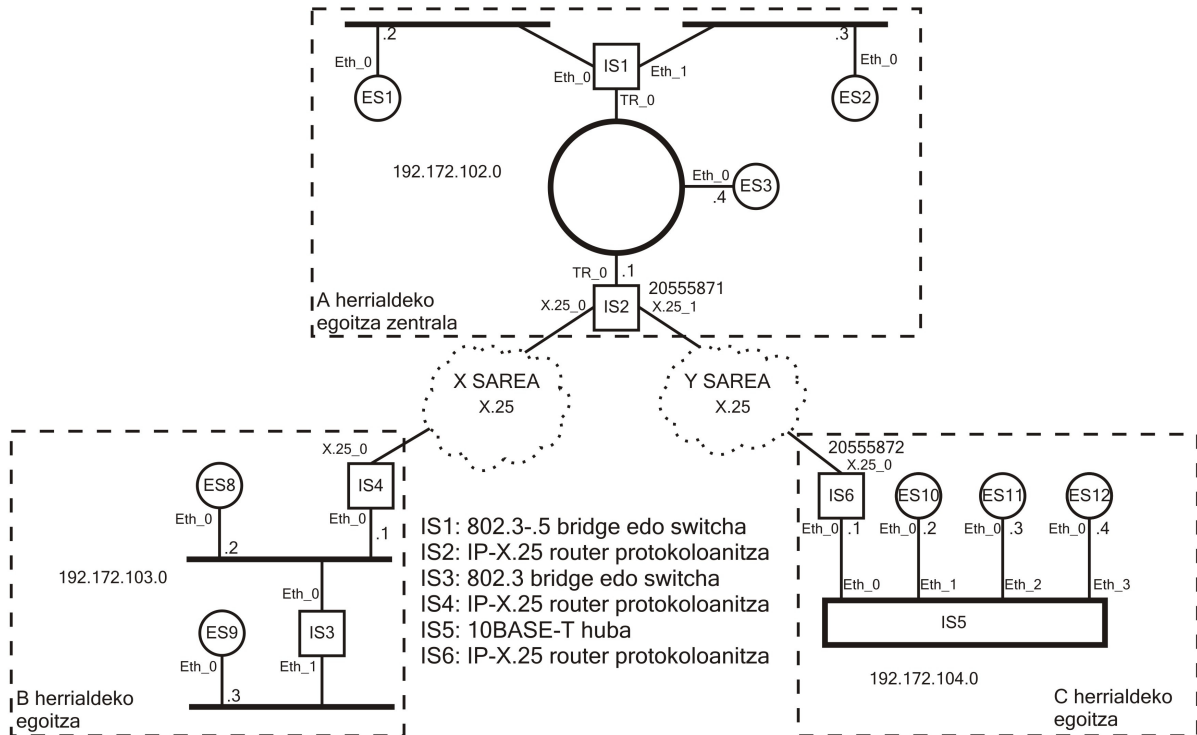 .2
.3
Eth_0
Eth_0
IS1
Eth_1
Eth_0
ES1
ES2
TR_0
192.172.102.0
Eth_0
ES3
.4
TR_0
.1
20555871
A herrialdeko
egoitza zentrala
X.25_0
IS2
X.25_1
X SAREA
X.25
Y SAREA
X.25
X.25_0
ES8
IS4
Eth_0
Eth_0
.1
.2
192.172.103.0
Eth_0
ES9
IS3
Eth_0
Eth_1
.3
B herrialdeko
egoitza
IS1: 802.3-.5 bridge edo switcha
IS2: IP-X.25 router protokoloanitza
IS3: 802.3 bridge edo switcha
IS4: IP-X.25 router protokoloanitza
IS5: 10BASE-T huba
IS6: IP-X.25 router protokoloanitza
20555872
X.25_0
IS6
ES10
ES11
ES12
Eth_0
.1
Eth_0
.2
Eth_0
.3
Eth_0
.4
Eth_0
Eth_1
Eth_2
Eth_3
IS5
192.172.104.0
C herrialdeko
egoitza